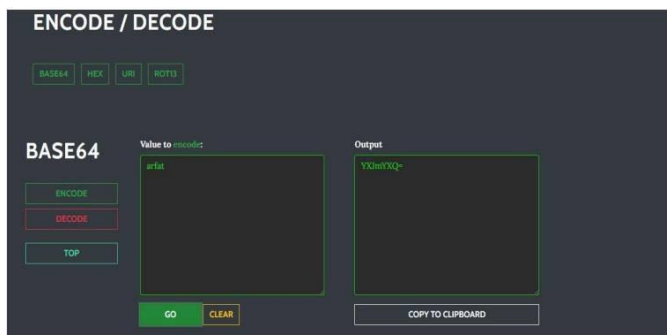 ENCODE / DECODE
BASE64 HEX URI ROT13
BASE64
Value to encode:
Output
arfat
YXJmYXQ=
ENCODE
DECODE
TOP
GO CLEAR
COPY TO CLIPBOARD